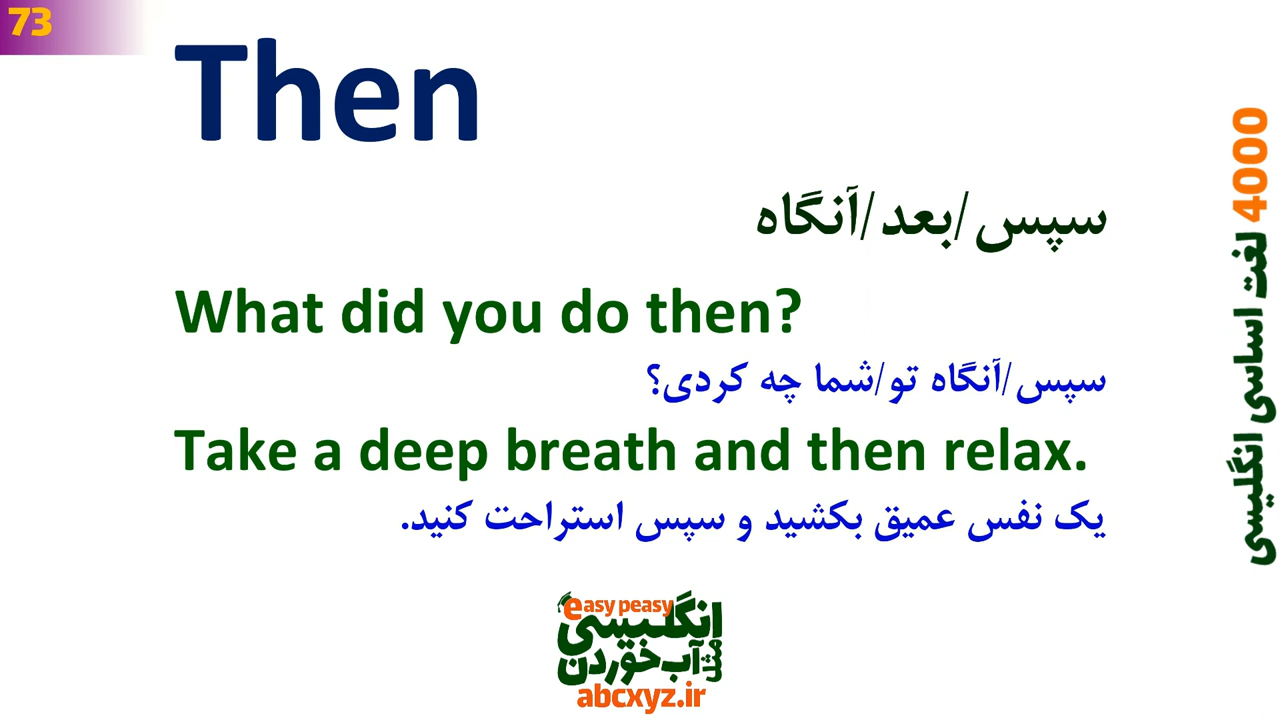 73
Then
سپس/بعد/آنگاه
What did you do then?
سپس/آنگاه تو/شما چه کردی؟
Take a deep breath and then relax.
یک نفس عمیق بکشید و سپس استراحت کنید.
4000 لغت اساسی انگلیسی
easy peasy
انگلیسی
مثل آب خوردن
abcxyz.ir